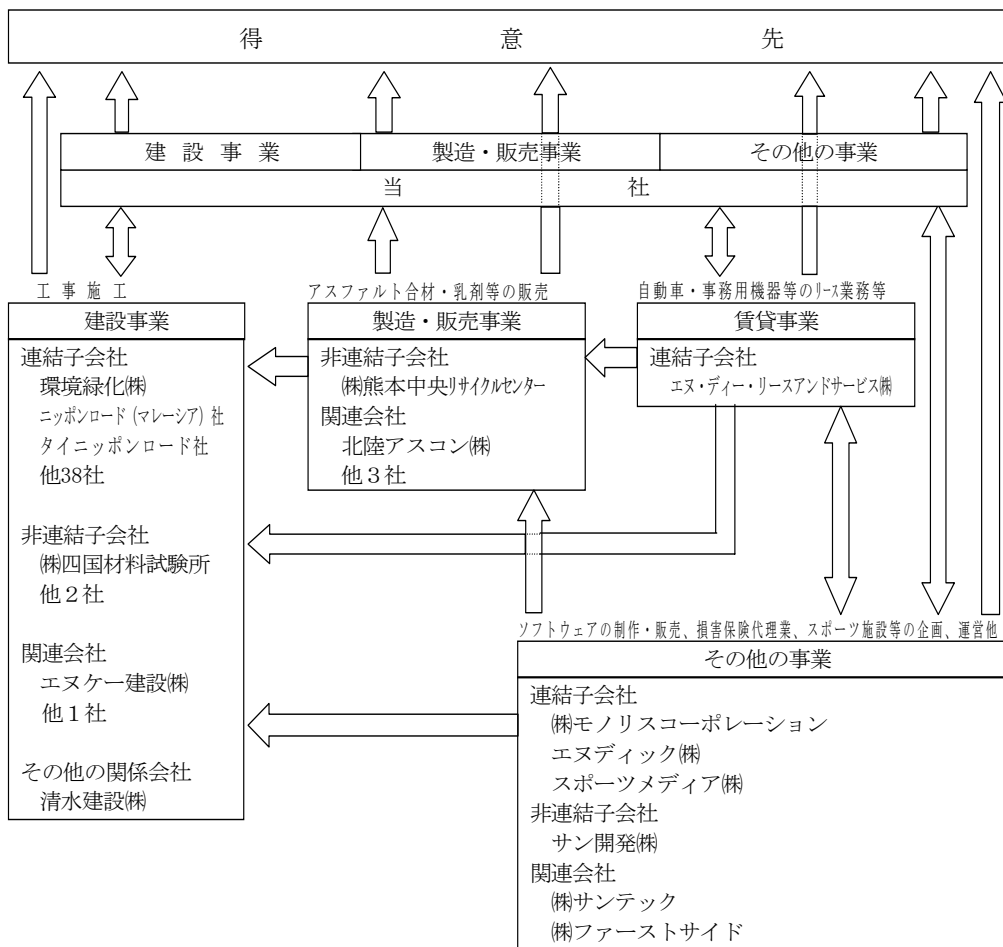 得意先
建設事業
製造・販売事業
その他の事業
当社
工事施工
建設事業
連結子会社
環境緑化㈱
ニッポンロード(マレーシア)社
タイニッポンロード社
他38社
非連結子会社
㈱四国材料試験所
他2社
関連会社
エヌケー建設㈱
他1社
その他の関係会社
清水建設㈱
アスファルト合材・乳剤等の販売
製造・販売事業
非連結子会社
㈱熊本中央リサイクルセンター
関連会社
北陸アスコン㈱
他3社
自動車・事務用機器等のリース業務等
賃貸事業
連結子会社
エヌ・ディー・リースアンドサービス㈱
ソフトウェアの制作・販売、損害保険代理業、スポーツ施設等の企画、運営他
その他の事業
連結子会社
㈱モノリスコーポレーション
エヌディック㈱
スポーツメディア㈱
非連結子会社
サン開発㈱
関連会社
㈱サンテック
㈱ファーストサイド